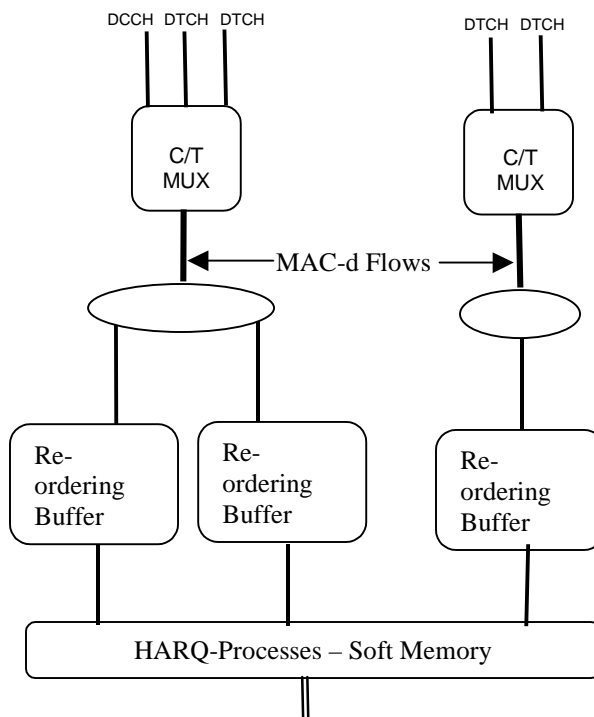 DCCH DTCH DTCH
DTCH DTCH
C/T
MUX
C/T
MUX
MAC-d Flows
Re-
ordering
Buffer
Re-
ordering
Buffer
Re-
ordering
Buffer
HARQ-Processes – Soft Memory